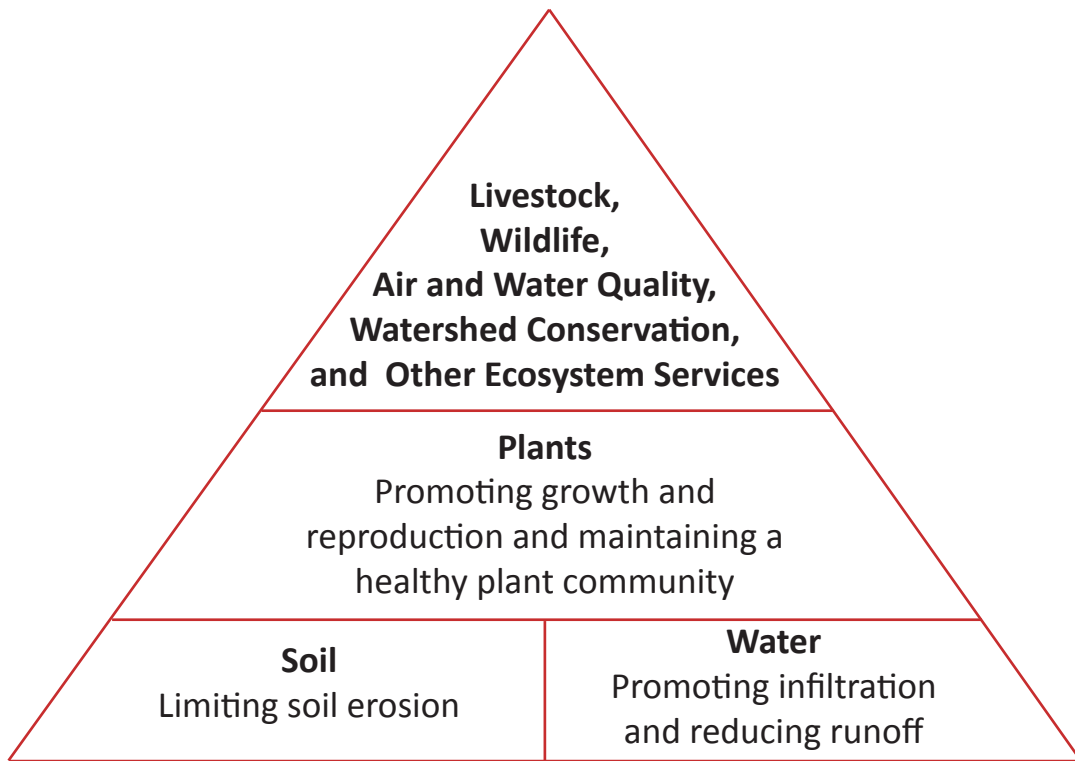 Livestock,
Wildlife,
Air and Water Quality,
Watershed Conservation,
and Other Ecosystem Services
Plants
Promoting growth and
reproduction and maintaining a
healthy plant community
Soil
Limiting soil erosion
Water
Promoting infiltration
and reducing runoff